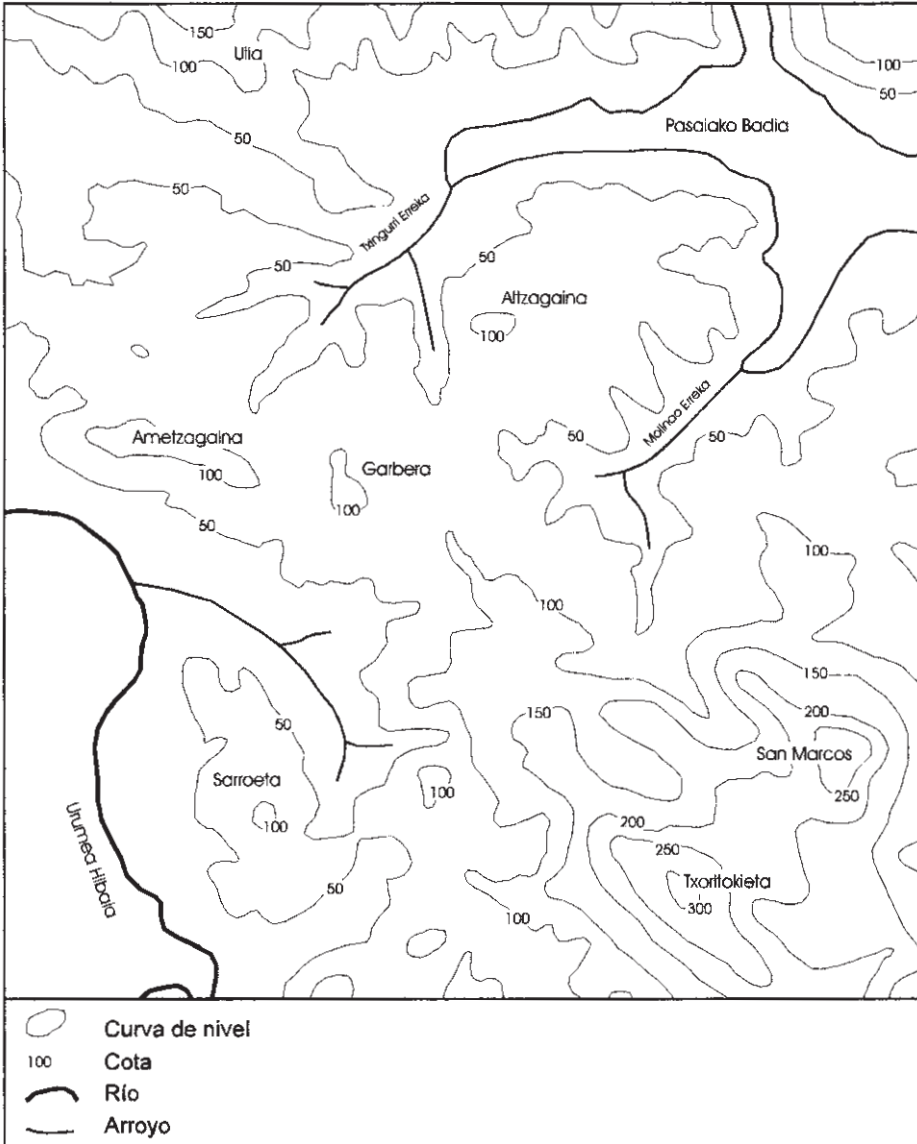 150
Ulia
100
100
50
Pasaiako Badia
50
50
Txingurri Erreka
50
50
Altzagaina
100
Molinao Erreka
50
50
Ametzagaina
100
Garbera
100
50
100
100
150
50
150
200
San Marcos
Sarroeta
100
250
100
200
Urumea Hibaia
250
Txoritokieta
50
300
100
Curva de nivel
100 Cota
Río
Arroyo